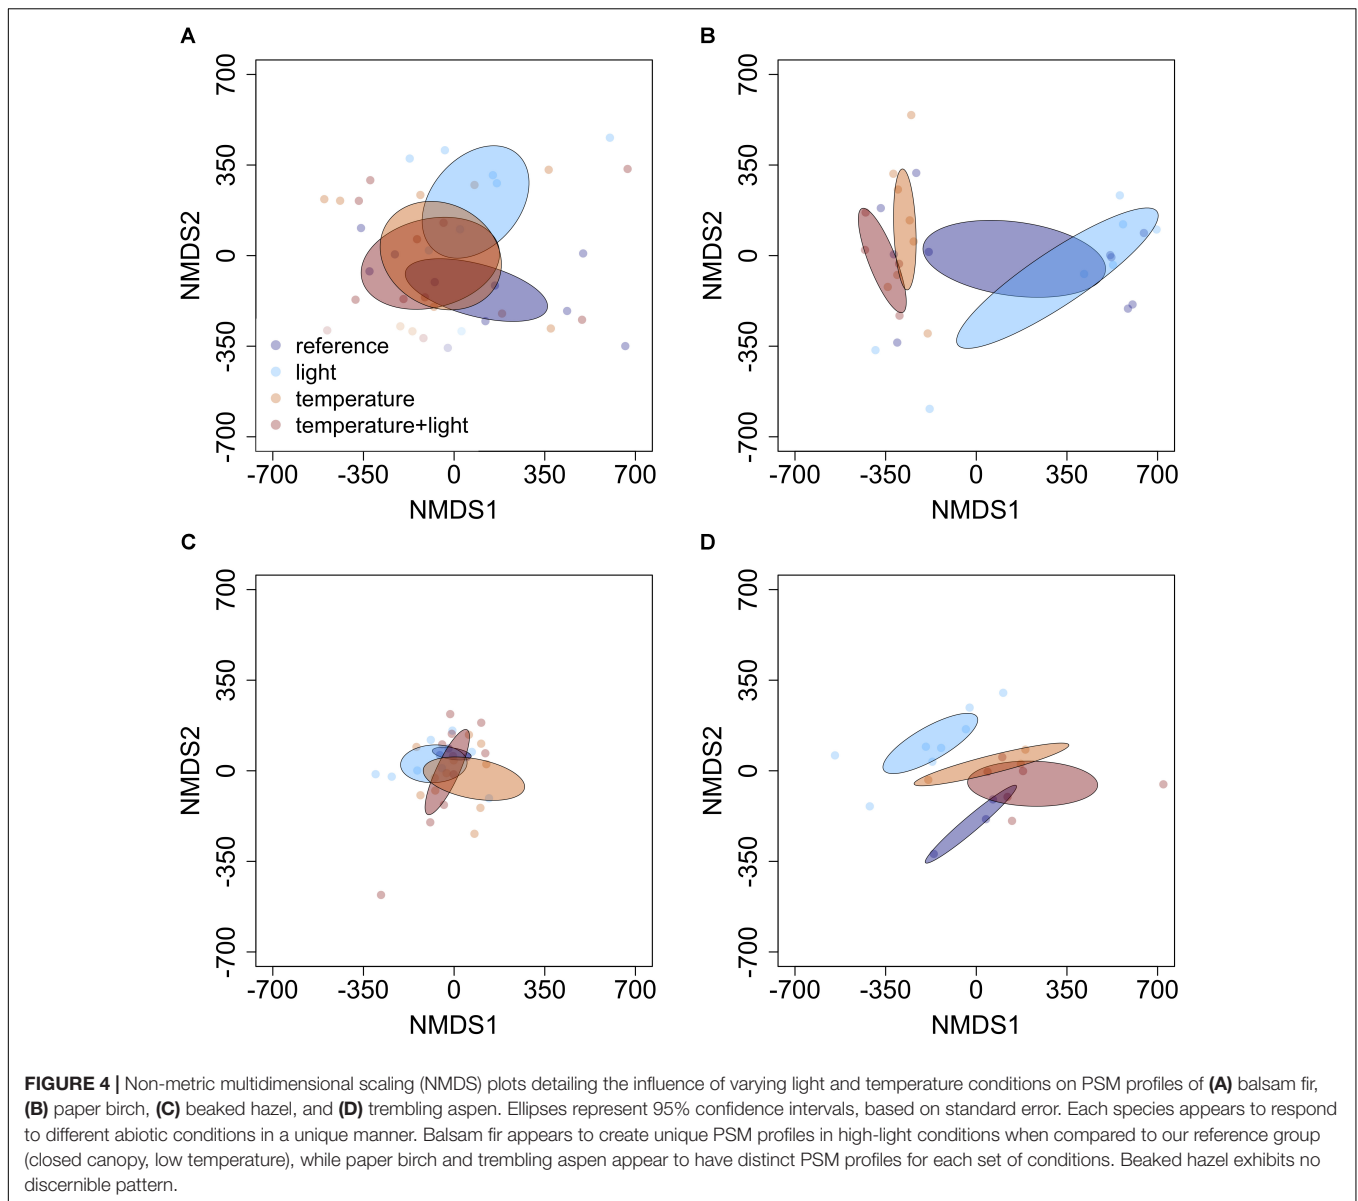 A
B
700
350
0
-350
-700
NMDS2
reference
light
temperature
temperature+light
-700 -350 0 350 700
NMDS1
700
350
0
-350
-700
NMDS2
-700 -350 0 350 700
NMDS1
C
D
700
350
0
-350
-700
NMDS2
-700 -350 0 350 700
NMDS1
700
350
0
-350
-700
NMDS2
-700 -350 0 350 700
NMDS1
FIGURE 4 | Non-metric multidimensional scaling (NMDS) plots detailing the influence of varying light and temperature conditions on PSM profiles of (A) balsam fir,
(B) paper birch, (C) beaked hazel, and (D) trembling aspen. Ellipses represent 95% confidence intervals, based on standard error. Each species appears to respond
to different abiotic conditions in a unique manner. Balsam fir appears to create unique PSM profiles in high-light conditions when compared to our reference group
(closed canopy, low temperature), while paper birch and trembling aspen appear to have distinct PSM profiles for each set of conditions. Beaked hazel exhibits no
discernible pattern.